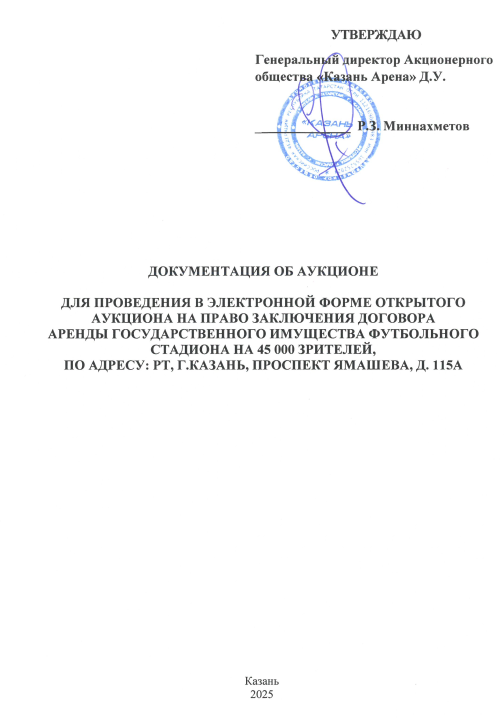 УТВЕРЖДАЮ
Генеральный директор Акционерного
общества «Казань Арена» Д.У.
«КАЗАНЬ
АРЕНА»
Р.З. Миннахметов
ДОКУМЕНТАЦИЯ ОБ АУКЦИОНЕ
ДЛЯ ПРОВЕДЕНИЯ В ЭЛЕКТРОННОЙ ФОРМЕ ОТКРЫТОГО
АУКЦИОНА НА ПРАВО ЗАКЛЮЧЕНИЯ ДОГОВОРА
АРЕНДЫ ГОСУДАРСТВЕННОГО ИМУЩЕСТВА ФУТБОЛЬНОГО
СТАДИОНА НА 45 000 ЗРИТЕЛЕЙ,
ПО АДРЕСУ: РТ, Г.КАЗАНЬ, ПРОСПЕКТ ЯМАШЕВА, Д. 115А
Казань
2025